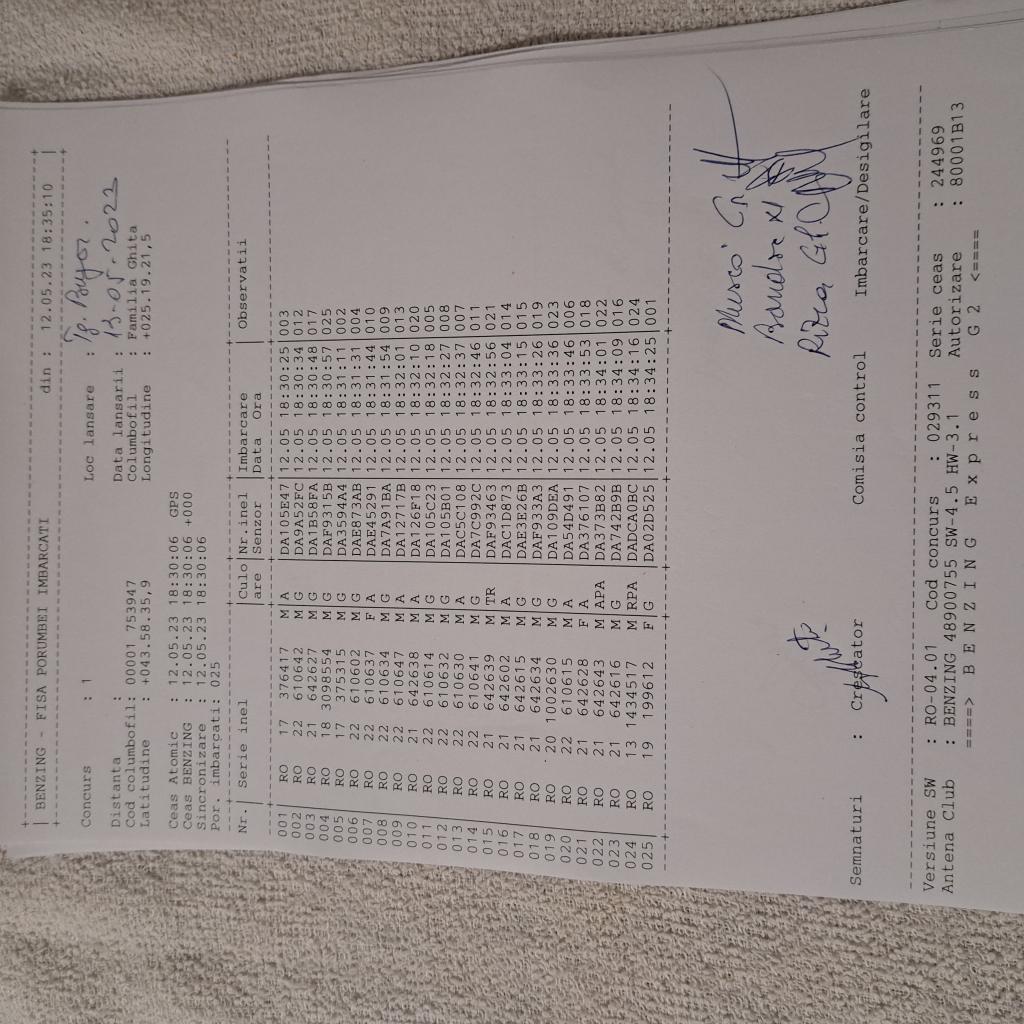 BENZING - FISA PORUMBEI IMBARCATI din : 12.05.23 18:35:10
Concurs : 1 Loc lansare : Tg. Bujor.
Distanta : Data lansarii : 13-05-2023
Cod columbofil: 00001 753947 Columbofil : Familia Ghita
Latitudine : +043.58.35,9 Longitudine : +025.19.21,5
Ceas Atomic : 12.05.23 18:30:06 GPS
Ceas BENZING : 12.05.23 18:30:06 +000
Sincronizare : 12.05.23 18:30:06
Por. imbarcati: 025
Nr. Serie inel Culo Nr.inel Imbarcare Observatii
are Senzor Data Ora
001 RO 17 376417 M A DA105E47 12.05 18:30:25 003
002 RO 22 610642 M G DA9A52FC 12.05 18:30:34 012
003 RO 21 642627 M G DA1B58FA 12.05 18:30:48 017
004 RO 18 3098554 M G DAF9315B 12.05 18:30:57 025
005 RO 17 375315 M G DA3594A4 12.05 18:31:11 002
006 RO 22 610602 M G DAE873AB 12.05 18:31:31 004
007 RO 22 610637 F A DAE45291 12.05 18:31:44 010
008 RO 22 610634 M G DA7A91BA 12.05 18:31:54 009
009 RO 22 610647 M A DA12717B 12.05 18:32:01 013
010 RO 21 642638 M A DA126F18 12.05 18:32:10 020
011 RO 22 610614 M G DA105C23 12.05 18:32:18 005
012 RO 22 610632 M G DA105B01 12.05 18:32:27 008
013 RO 22 610630 M A DAC5C108 12.05 18:32:37 007
014 RO 22 610641 M G DA7C992C 12.05 18:32:46 011
015 RO 21 642639 M TR DAF93463 12.05 18:32:56 021
016 RO 21 642602 M A DAC1D873 12.05 18:33:04 014
017 RO 21 642615 M G DAE3E26B 12.05 18:33:15 015
018 RO 21 642634 M G DAF933A3 12.05 18:33:26 019
019 RO 20 1002630 M G DA109DEA 12.05 18:33:36 023
020 RO 22 610615 M A DA54D491 12.05 18:33:46 006
021 RO 21 642628 F A DA376107 12.05 18:33:53 018
022 RO 21 642643 M APA DA373B82 12.05 18:34:01 022
023 RO 21 642616 M G DA742B9B 12.05 18:34:09 016
024 RO 13 1434517 M RPA DADCA0BC 12.05 18:34:16 024
025 RO 19 199612 F G DA02D525 12.05 18:34:25 001
Semnaturi : Crescator Comisia control Imbarcare/Desigilare
Versiune SW : RO-04.01 Cod concurs : 029311 Serie ceas : 244969
Antena Club : BENZING 48900755 SW-4.5 HW-3.1 Autorizare : 80001B13
====> B E N Z I N G E x p r e s s G 2 <====